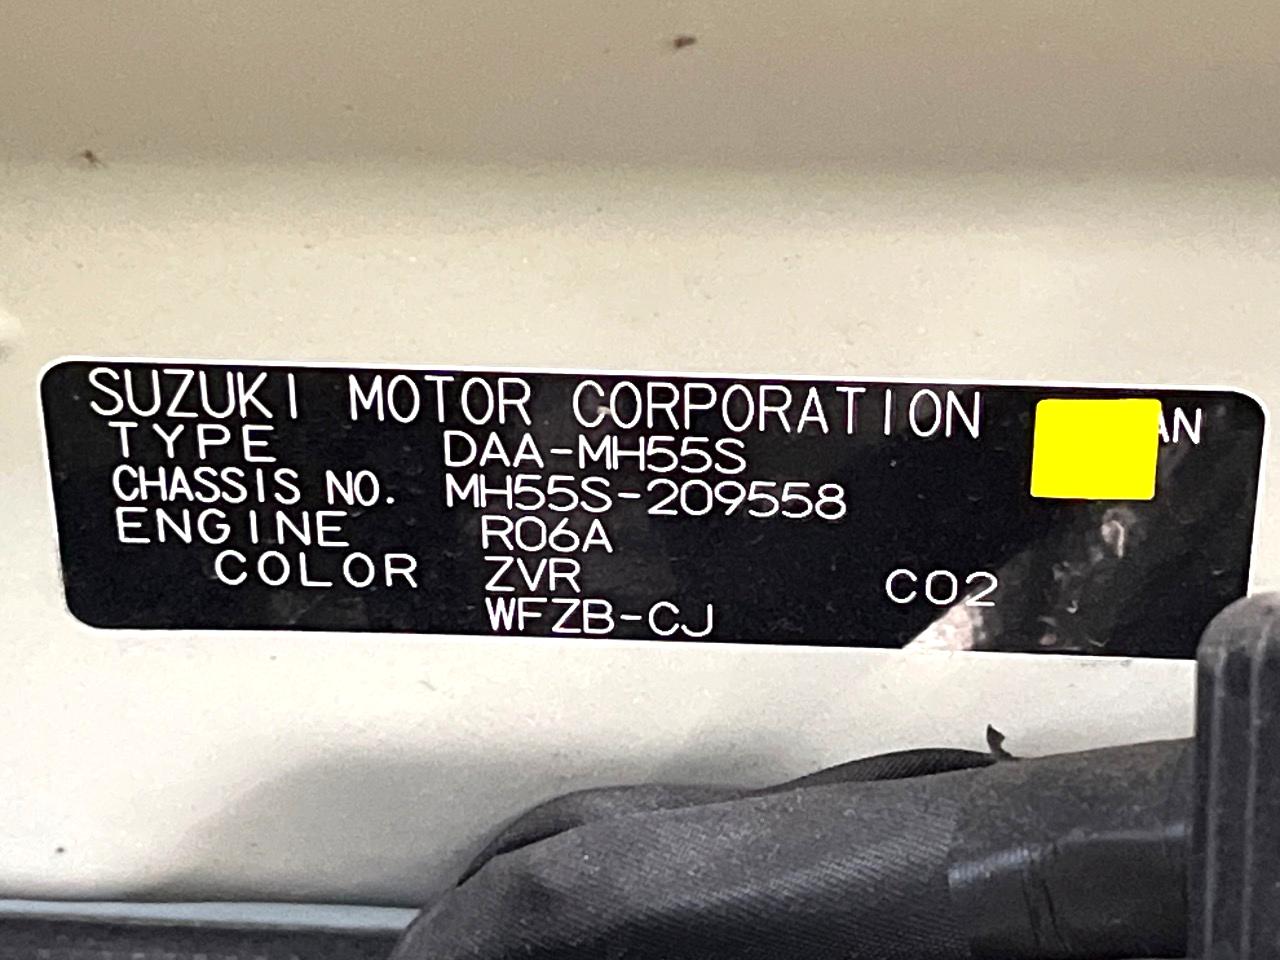 SUZUKI MOTOR CORPORATION
TYPE DAA-MH55S
CHASSIS NO. MH55S-209558
ENGINE R06A
COLOR ZVR C02
WFZB-CJ